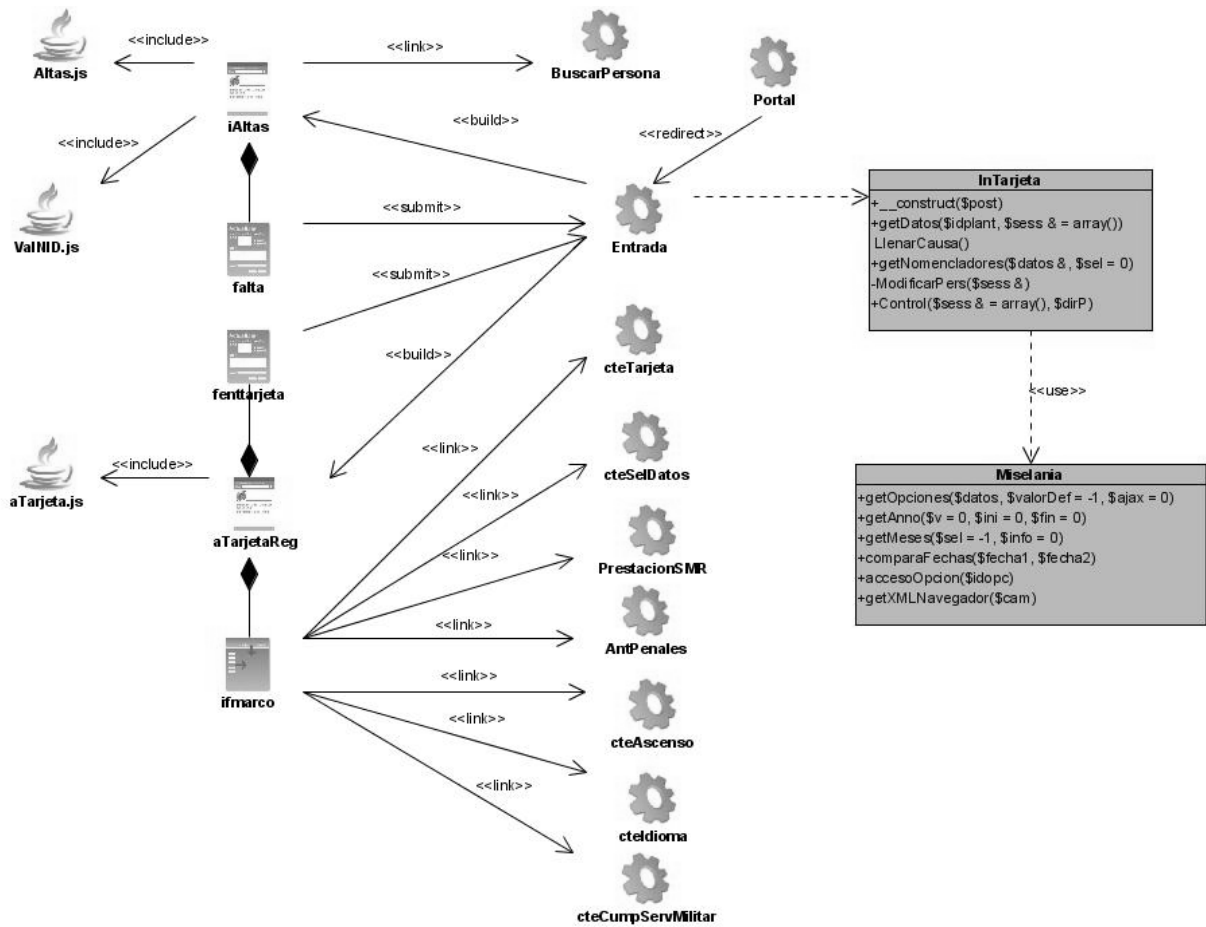 <<include>>
Altas.js
<<link>>
BuscarPersona
Portal
iAltas
<<build>>
<<redirect>>
<<include>>
ValNID.js
InTarjeta
+__construct($post)
+getDatos($idplant, $sess & = array())
LlenarCausa()
+getNomencladores($datos &, $sel = 0)
-ModificarPers($sess &)
+Control($sess & = array(), $dirP)
<<submit>>
Entrada
falta
<<submit>>
<<build>>
cteTarjeta
fenttarjeta
<<use>>
<<link>>
<<include>>
aTarjeta.js
cteSelDatos
<<link>>
Miselania
+getOpciones($datos, $valorDef = -1, $ajax = 0)
+getAnno($v = 0, $ini = 0, $fin = 0)
+getMeses($sel = -1, $info = 0)
+comparaFechas($fecha1, $fecha2)
+accesoOpcion($idopc)
+getXMLNavegador($cam)
aTarjetaReg
<<link>>
PrestacionSMR
<<link>>
AntPenales
ifmarco
<<link>>
cteAscenso
<<link>>
cteIdioma
<<link>>
cteCumpServMilitar